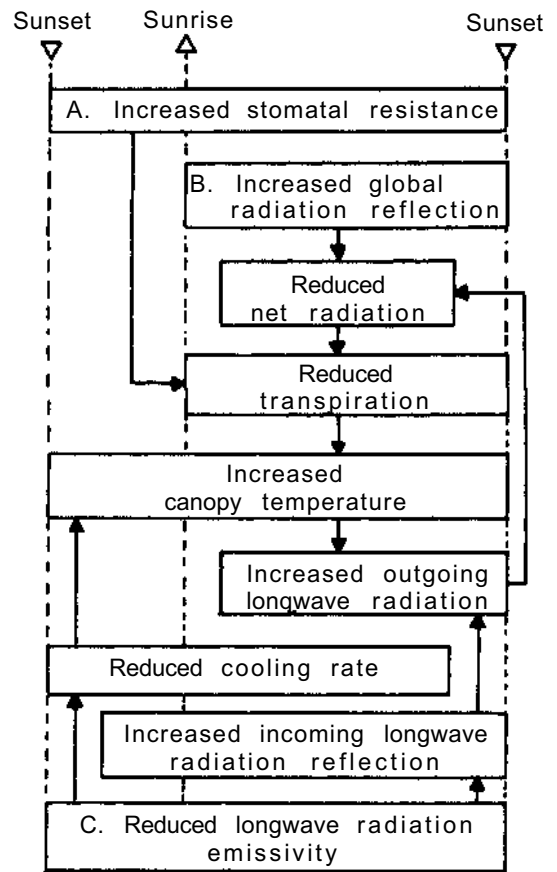 Sunset Sunrise Sunset
A. Increased stomatal resistance
B. Increased global
radiation reflection
Reduced
net radiation
Reduced
transpiration
Increased
canopy temperature
Increased outgoing
longwave radiation
Reduced cooling rate
Increased incoming longwave
radiation reflection
C. Reduced longwave radiation
emissivity